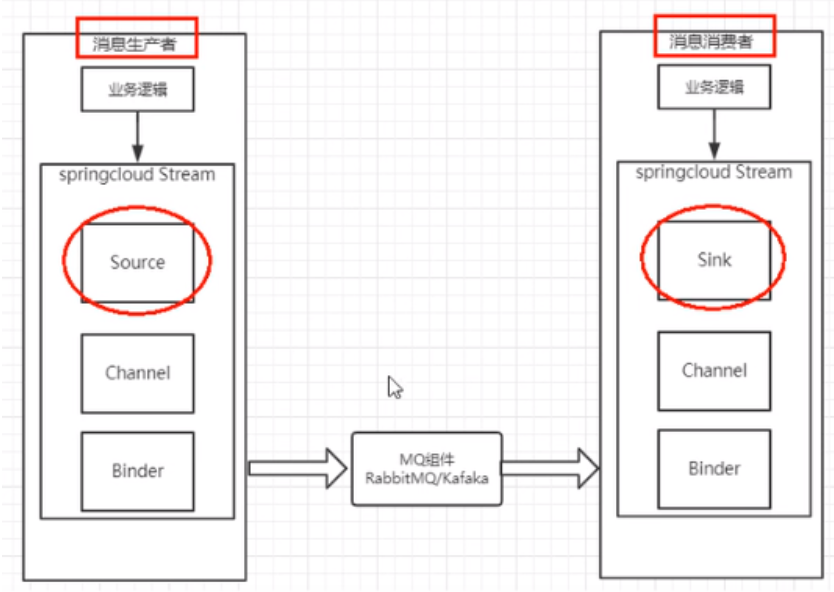 消息生产者
业务逻辑
springcloud Stream
Source
Channel
Binder
MQ组件
RabbitMQ/Kafaka
消息消费者
业务逻辑
springcloud Stream
Sink
Channel
Binder